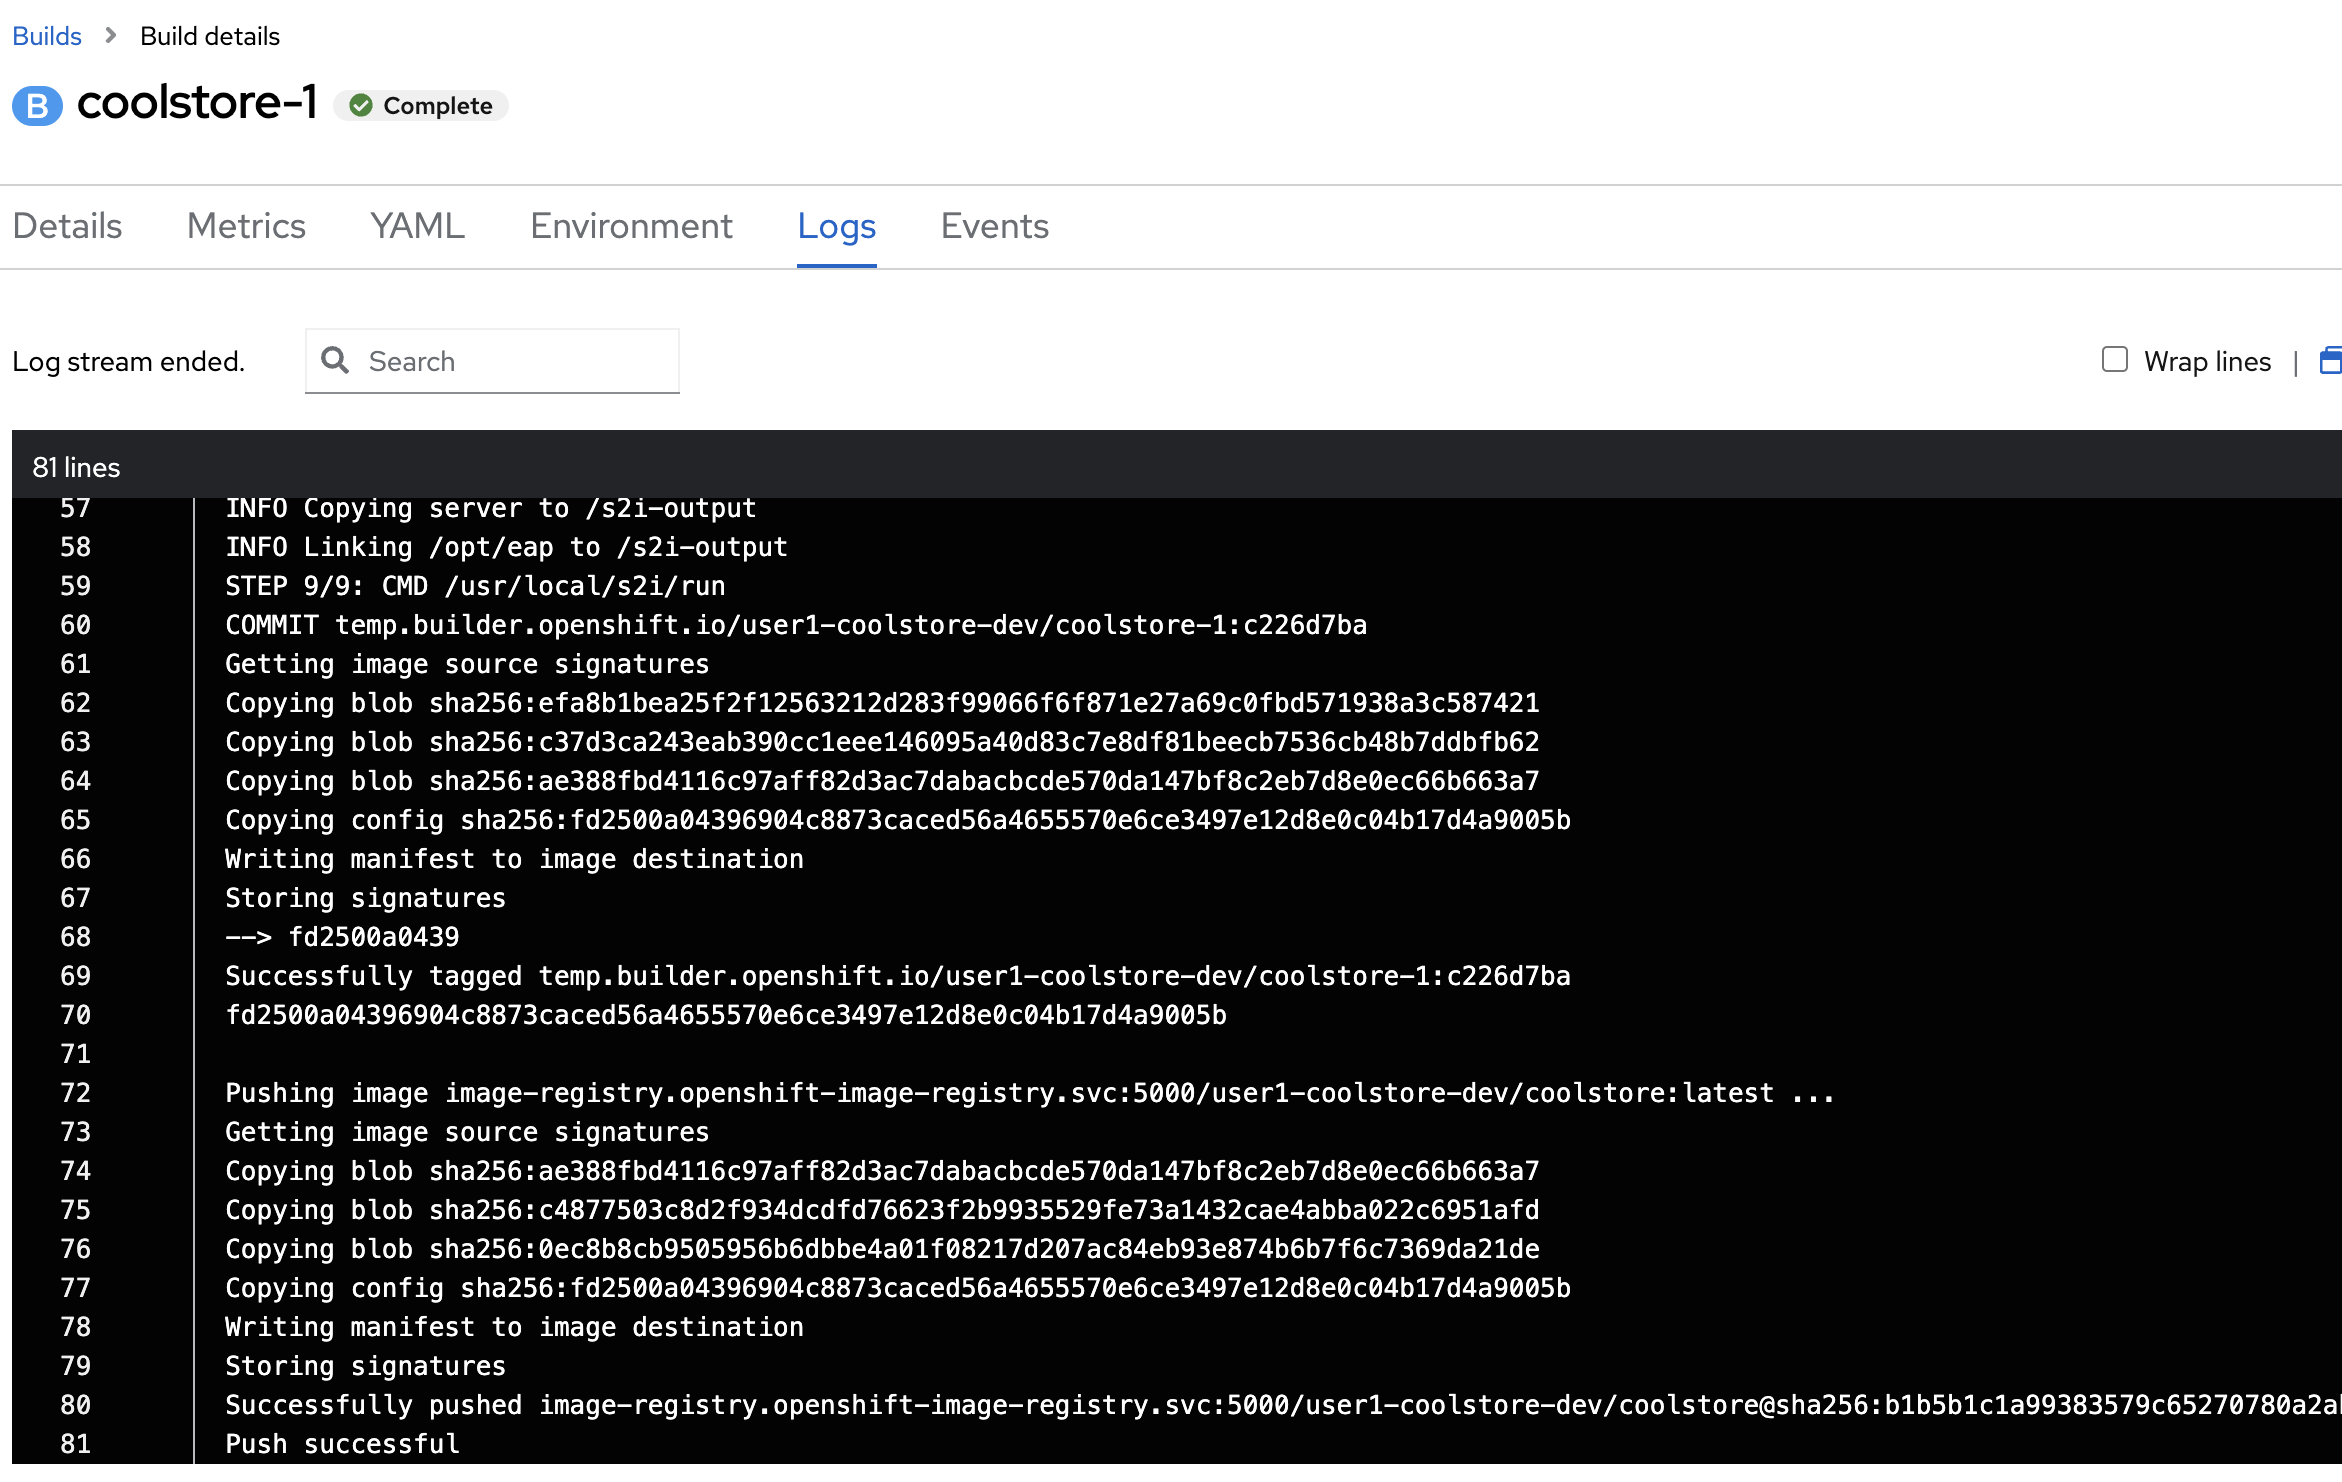 Builds > Build details
B coolstore-1 Complete
Details Metrics YAML Environment Logs Events
Log stream ended. Search Wrap lines |
81 lines
57 INFO Copying server to /s2i-output
58 INFO Linking /opt/eap to /s2i-output
59 STEP 9/9: CMD /usr/local/s2i/run
60 COMMIT temp.builder.openshift.io/user1-coolstore-dev/coolstore-1:c226d7ba
61 Getting image source signatures
62 Copying blob sha256:efa8b1bea25f2f12563212d283f99066f6f871e27a69c0fbd571938a3c587421
63 Copying blob sha256:c37d3ca243eab390cc1eee146095a40d83c7e8df81beecb7536cb48b7ddbfb62
64 Copying blob sha256:ae388fbd4116c97aff82d3ac7dabacbcde570da147bf8c2eb7d8e0ec66b663a7
65 Copying config sha256:fd2500a04396904c8873caced56a4655570e6ce3497e12d8e0c04b17d4a9005b
66 Writing manifest to image destination
67 Storing signatures
68 --> fd2500a0439
69 Successfully tagged temp.builder.openshift.io/user1-coolstore-dev/coolstore-1:c226d7ba
70 fd2500a04396904c8873caced56a4655570e6ce3497e12d8e0c04b17d4a9005b
71
72 Pushing image image-registry.openshift-image-registry.svc:5000/user1-coolstore-dev/coolstore:latest ...
73 Getting image source signatures
74 Copying blob sha256:ae388fbd4116c97aff82d3ac7dabacbcde570da147bf8c2eb7d8e0ec66b663a7
75 Copying blob sha256:c4877503c8d2f934dcdfd76623f2b9935529fe73a1432cae4abba022c6951afd
76 Copying blob sha256:0ec8b8cb9505956b6dbbe4a01f08217d207ac84eb93e874b6b7f6c7369da21de
77 Copying config sha256:fd2500a04396904c8873caced56a4655570e6ce3497e12d8e0c04b17d4a9005b
78 Writing manifest to image destination
79 Storing signatures
80 Successfully pushed image-registry.openshift-image-registry.svc:5000/user1-coolstore-dev/coolstore@sha256:b1b5b1c1a99383579c65270780a2a
81 Push successful